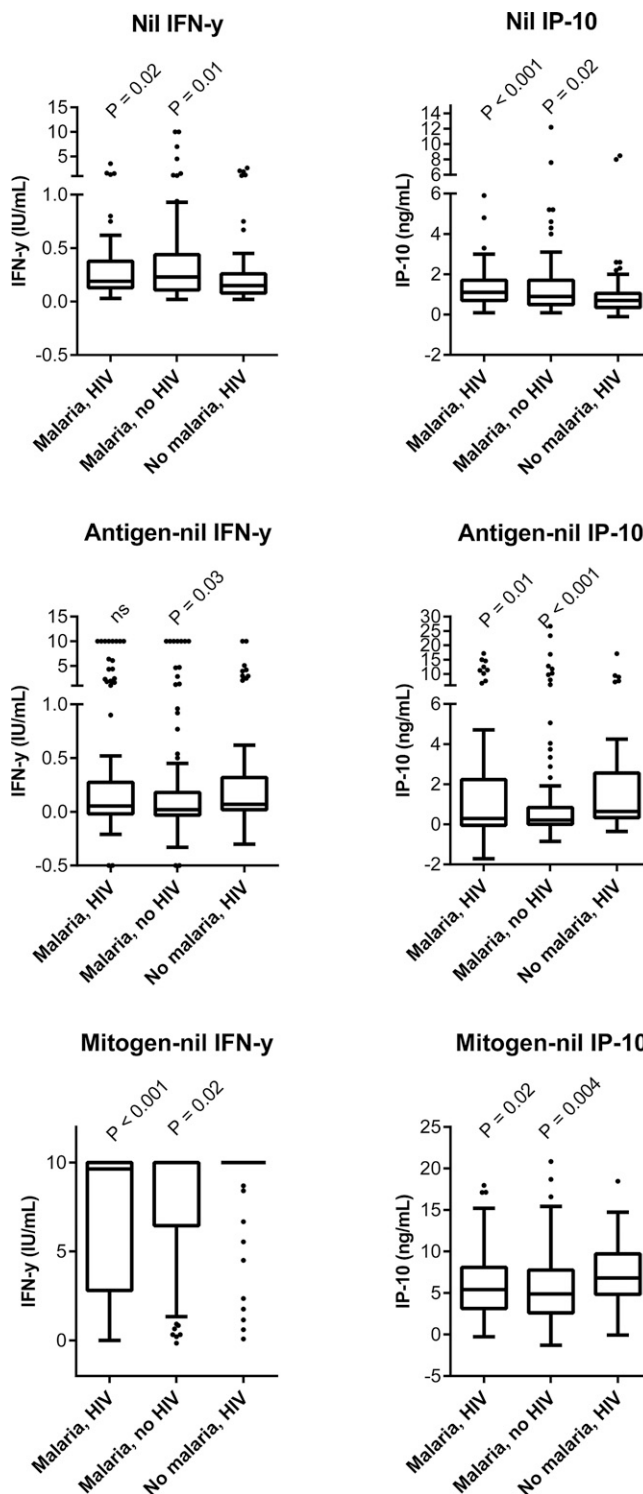 Nil IFN-y
P = 0.02
P = 0.01
IFN-y (IU/mL)
15
10
5
1.0
0.5
0.0
-0.5
Malaria, HIV
Malaria, no HIV
No malaria, HIV
Nil IP-10
P < 0.001
P = 0.02
IP-10 (ng/mL)
14
12
10
8
6
6
4
2
0
-2
Malaria, HIV
Malaria, no HIV
No malaria, HIV
Antigen-nil IFN-y
ns
P = 0.03
IFN-y (IU/mL)
15
10
5
1.0
0.5
0.0
-0.5
Malaria, HIV
Malaria, no HIV
No malaria, HIV
Antigen-nil IP-10
P = 0.01
P < 0.001
IP-10 (ng/mL)
30
25
20
15
10
5
6
4
2
0
-2
Malaria, HIV
Malaria, no HIV
No malaria, HIV
Mitogen-nil IFN-y
P < 0.001
P = 0.02
IFN-y (IU/mL)
10
5
0
Malaria, HIV
Malaria, no HIV
No malaria, HIV
Mitogen-nil IP-10
P = 0.02
P = 0.004
IP-10 (ng/mL)
25
20
15
10
5
0
-5
Malaria, HIV
Malaria, no HIV
No malaria, HIV